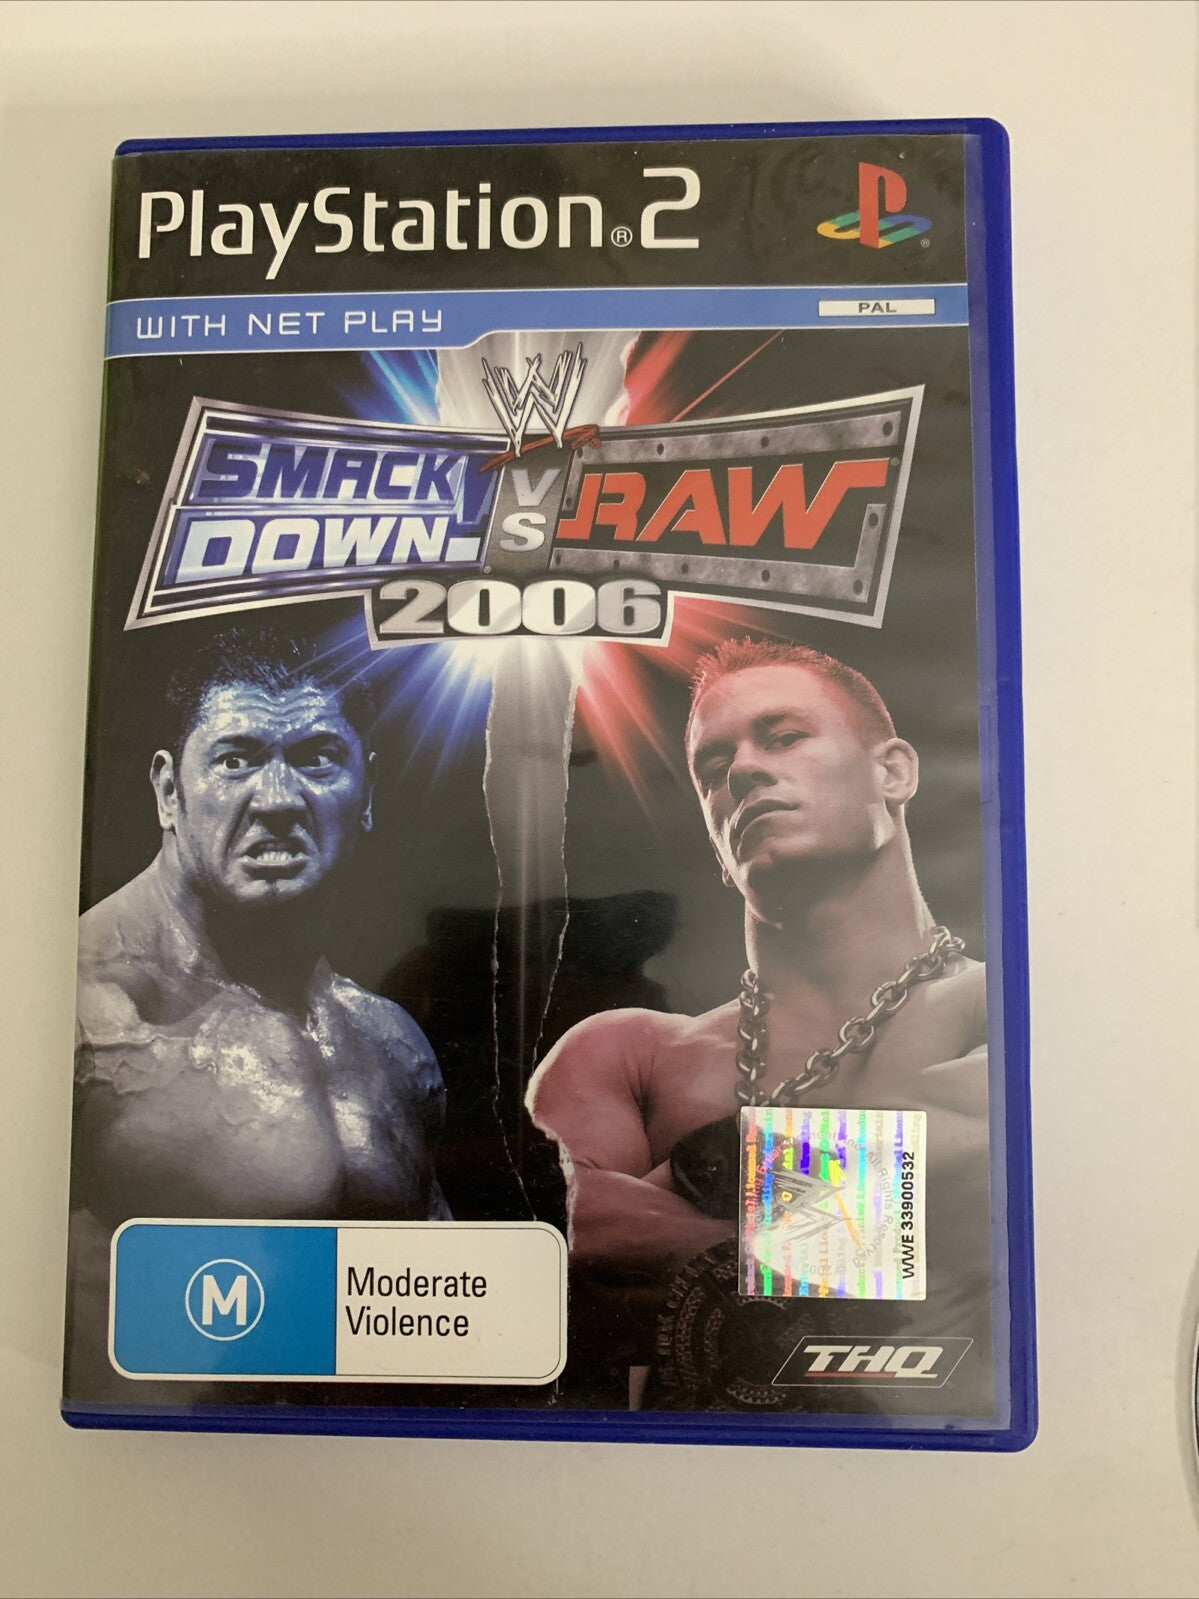 PlayStation®2
WITH NET PLAY
PAL
W
SMACK
DOWN!
VS
RAW
2006
WWE 33900532
M
Moderate
Violence
THQ